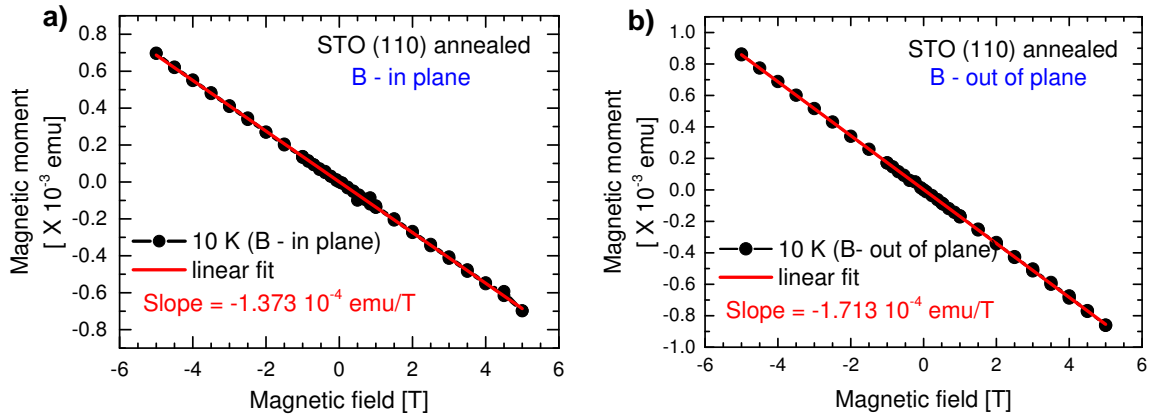 a)
STO (110) annealed
B - in plane
Magnetic moment
[ X 10⁻³ emu]
0.8
0.6
0.4
0.2
0.0
-0.2
-0.4
-0.6
-0.8
10 K (B - in plane)
linear fit
Slope = -1.373 10⁻⁴ emu/T
-6
-4
-2
0
2
4
6
Magnetic field [T]
b)
STO (110) annealed
B - out of plane
Magnetic moment
[ X 10⁻³ emu]
1.0
0.8
0.6
0.4
0.2
0.0
-0.2
-0.4
-0.6
-0.8
-1.0
10 K (B- out of plane)
linear fit
Slope = -1.713 10⁻⁴ emu/T
-6
-4
-2
0
2
4
6
Magnetic field [T]